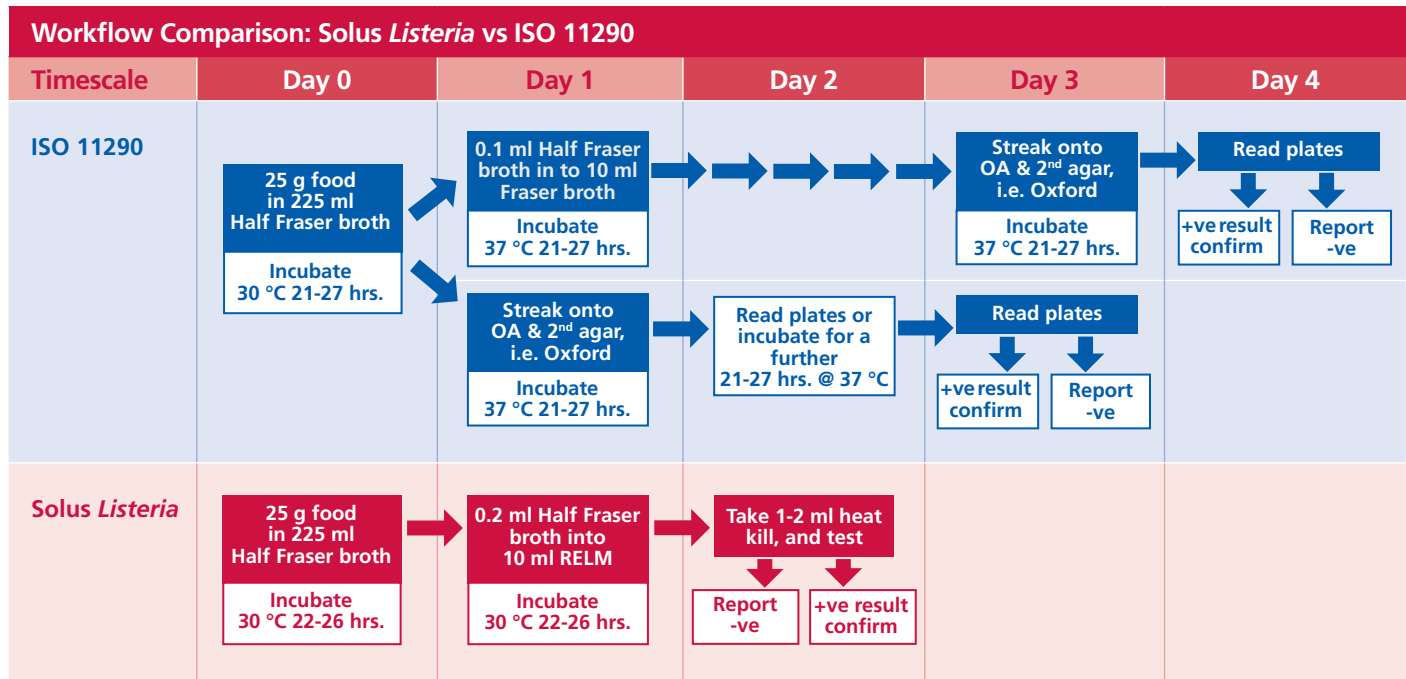 Workflow Comparison: Solus Listeria vs ISO 11290
Timescale
Day 0
Day 1
Day 2
Day 3
Day 4
ISO 11290
25 g food
in 225 ml
Half Fraser broth
Incubate
30 °C 21-27 hrs.
0.1 ml Half Fraser
broth in to 10 ml
Fraser broth
Incubate
37 °C 21-27 hrs.
Streak onto
OA & 2nd agar,
i.e. Oxford
Incubate
37 °C 21-27 hrs.
Read plates
+ve result
confirm
Report
-ve
Streak onto
OA & 2nd agar,
i.e. Oxford
Incubate
37 °C 21-27 hrs.
Read plates or
incubate for a
further
21-27 hrs. @ 37 °C
Read plates
+ve result
confirm
Report
-ve
Solus Listeria
25 g food
in 225 ml
Half Fraser broth
Incubate
30 °C 22-26 hrs.
0.2 ml Half Fraser
broth into
10 ml RELM
Incubate
30 °C 22-26 hrs.
Take 1-2 ml heat
kill, and test
Report
-ve
+ve result
confirm